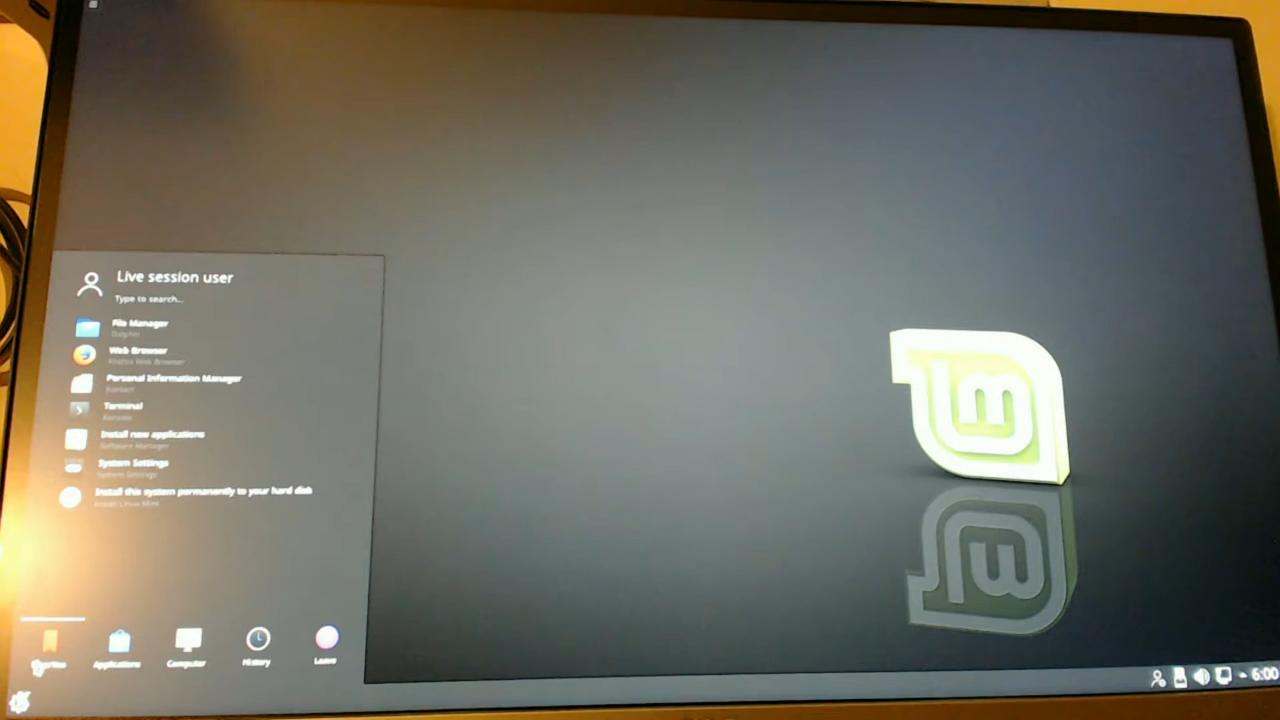 Live session user
Type to search...
File Manager
Dolphin
Web Browser
Firefox Web Browser
Personal Information Manager
Kontact
Terminal
Konsole
Install new applications
Software Manager
System Settings
System Settings
Install this system permanently to your hard disk
Install Linux Mint
Favorites Applications Computer History Leave
6:00